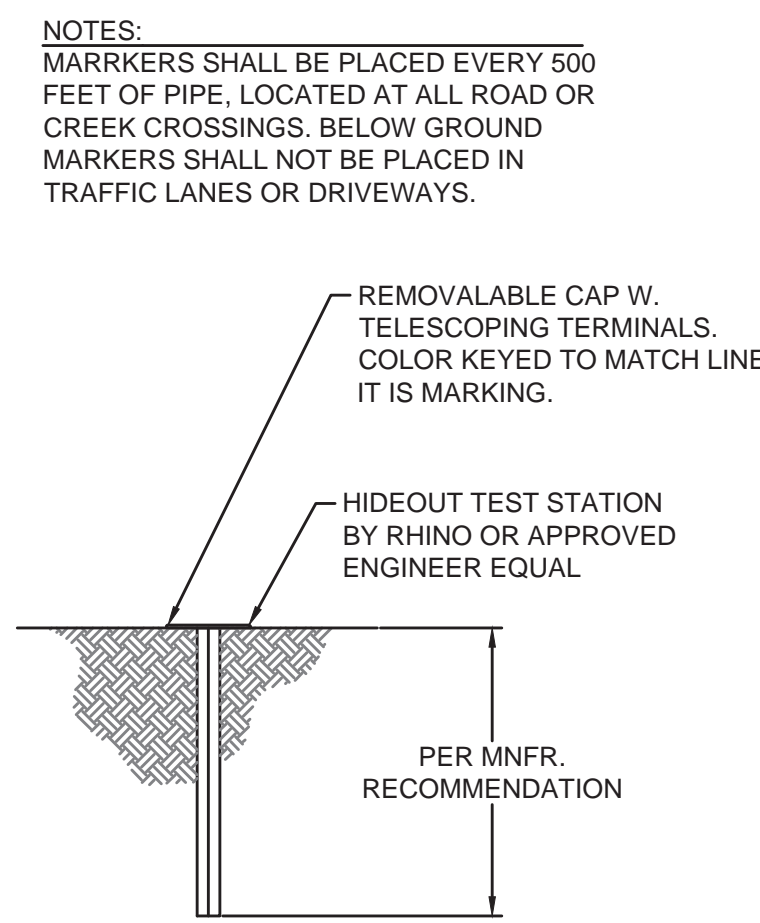 NOTES:
MARRKERS SHALL BE PLACED EVERY 500
FEET OF PIPE, LOCATED AT ALL ROAD OR
CREEK CROSSINGS. BELOW GROUND
MARKERS SHALL NOT BE PLACED IN
TRAFFIC LANES OR DRIVEWAYS.
REMOVALABLE CAP W.
TELESCOPING TERMINALS.
COLOR KEYED TO MATCH LINE
IT IS MARKING.
HIDEOUT TEST STATION
BY RHINO OR APPROVED
ENGINEER EQUAL
PER MNFR.
RECOMMENDATION